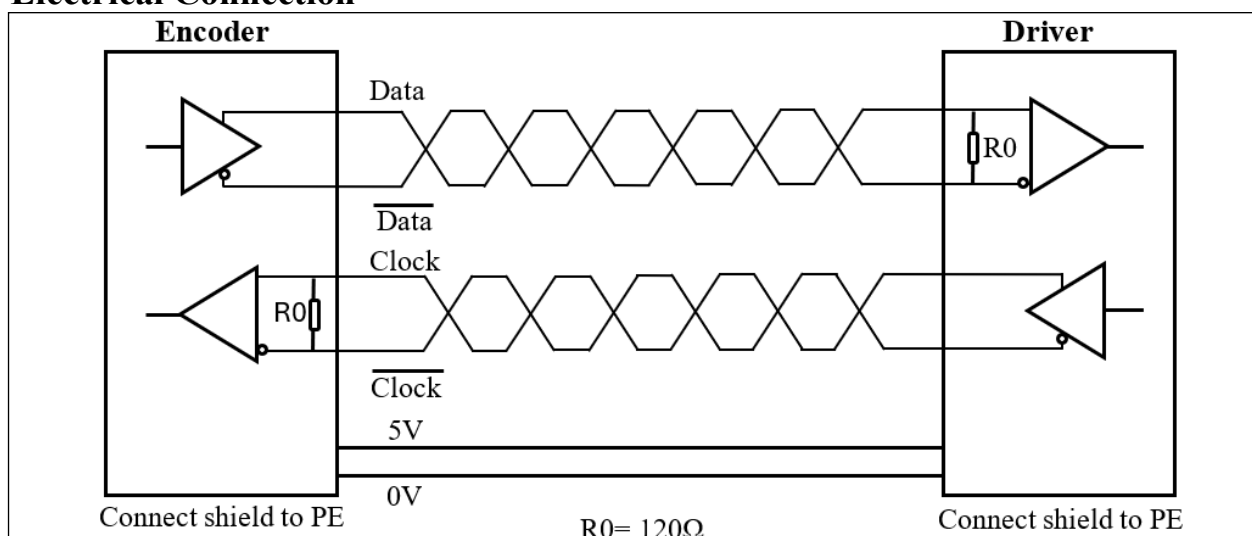 Electrical Connection
Encoder
Driver
Data
R0
Data
Clock
R0
Clock
5V
0V
Connect shield to PE
Connect shield to PE
R0= 120Ω